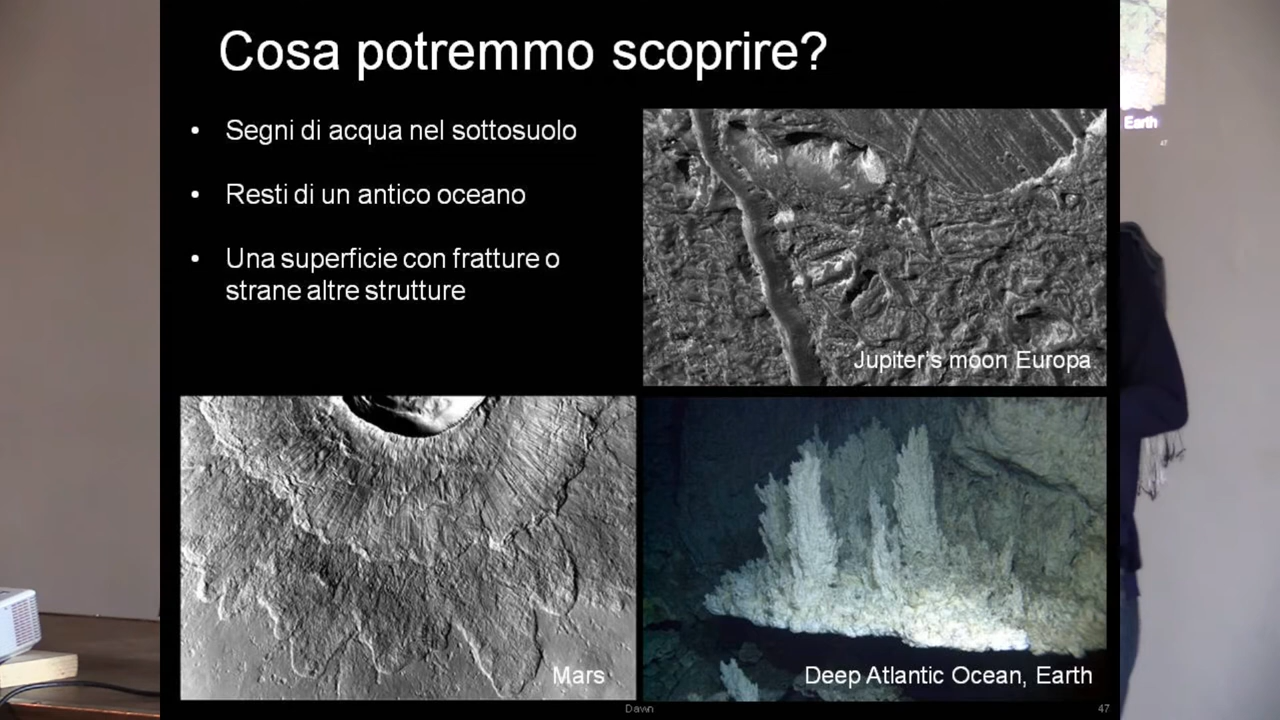 Cosa potremmo scoprire?
• Segni di acqua nel sottosuolo
• Resti di un antico oceano
• Una superficie con fratture o
strane altre strutture
Jupiter's moon Europa
Mars
Deep Atlantic Ocean, Earth
Dawn
47
Earth
47